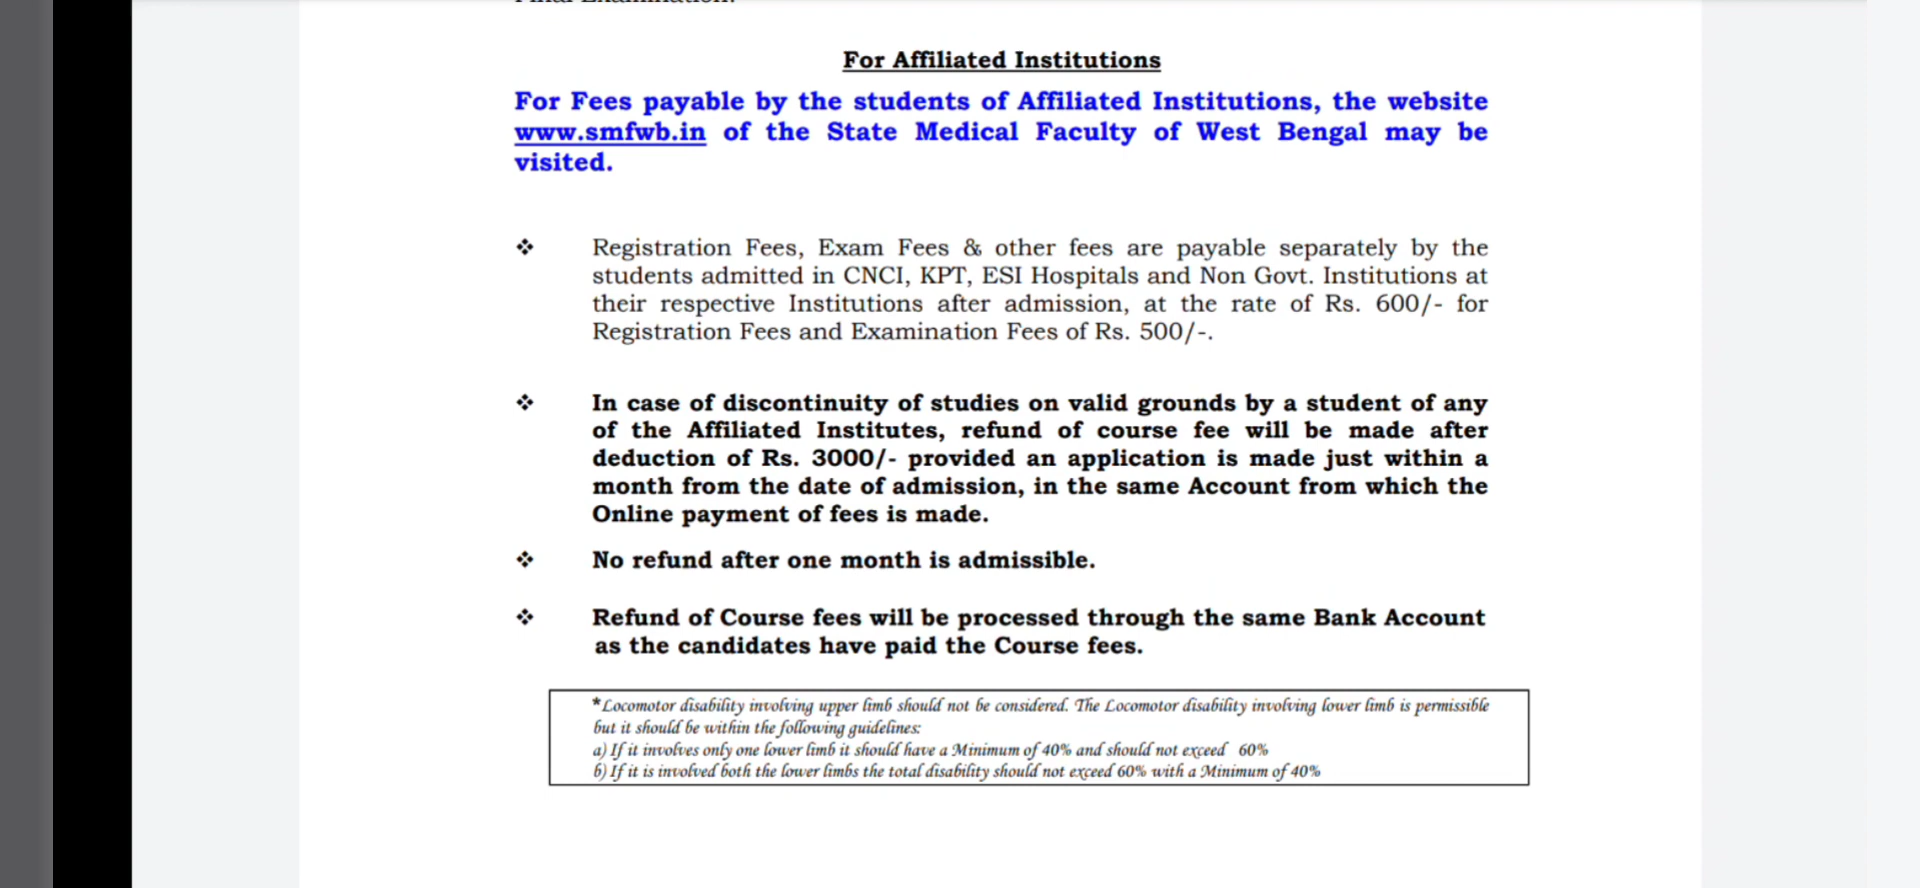 Final Examination.
For Affiliated Institutions
For Fees payable by the students of Affiliated Institutions, the website
www.smfwb.in of the State Medical Faculty of West Bengal may be
visited.
❖ Registration Fees, Exam Fees & other fees are payable separately by the
students admitted in CNCI, KPT, ESI Hospitals and Non Govt. Institutions at
their respective Institutions after admission, at the rate of Rs. 600/- for
Registration Fees and Examination Fees of Rs. 500/-.
❖ In case of discontinuity of studies on valid grounds by a student of any
of the Affiliated Institutes, refund of course fee will be made after
deduction of Rs. 3000/- provided an application is made just within a
month from the date of admission, in the same Account from which the
Online payment of fees is made.
❖ No refund after one month is admissible.
❖ Refund of Course fees will be processed through the same Bank Account
as the candidates have paid the Course fees.
*Locomotor disability involving upper limb should not be considered. The Locomotor disability involving lower limb is permissible
but it should be within the following guidelines:
a) If it involves only one lower limb it should have a Minimum of 40% and should not exceed 60%
b) If it is involved both the lower limbs the total disability should not exceed 60% with a Minimum of 40%